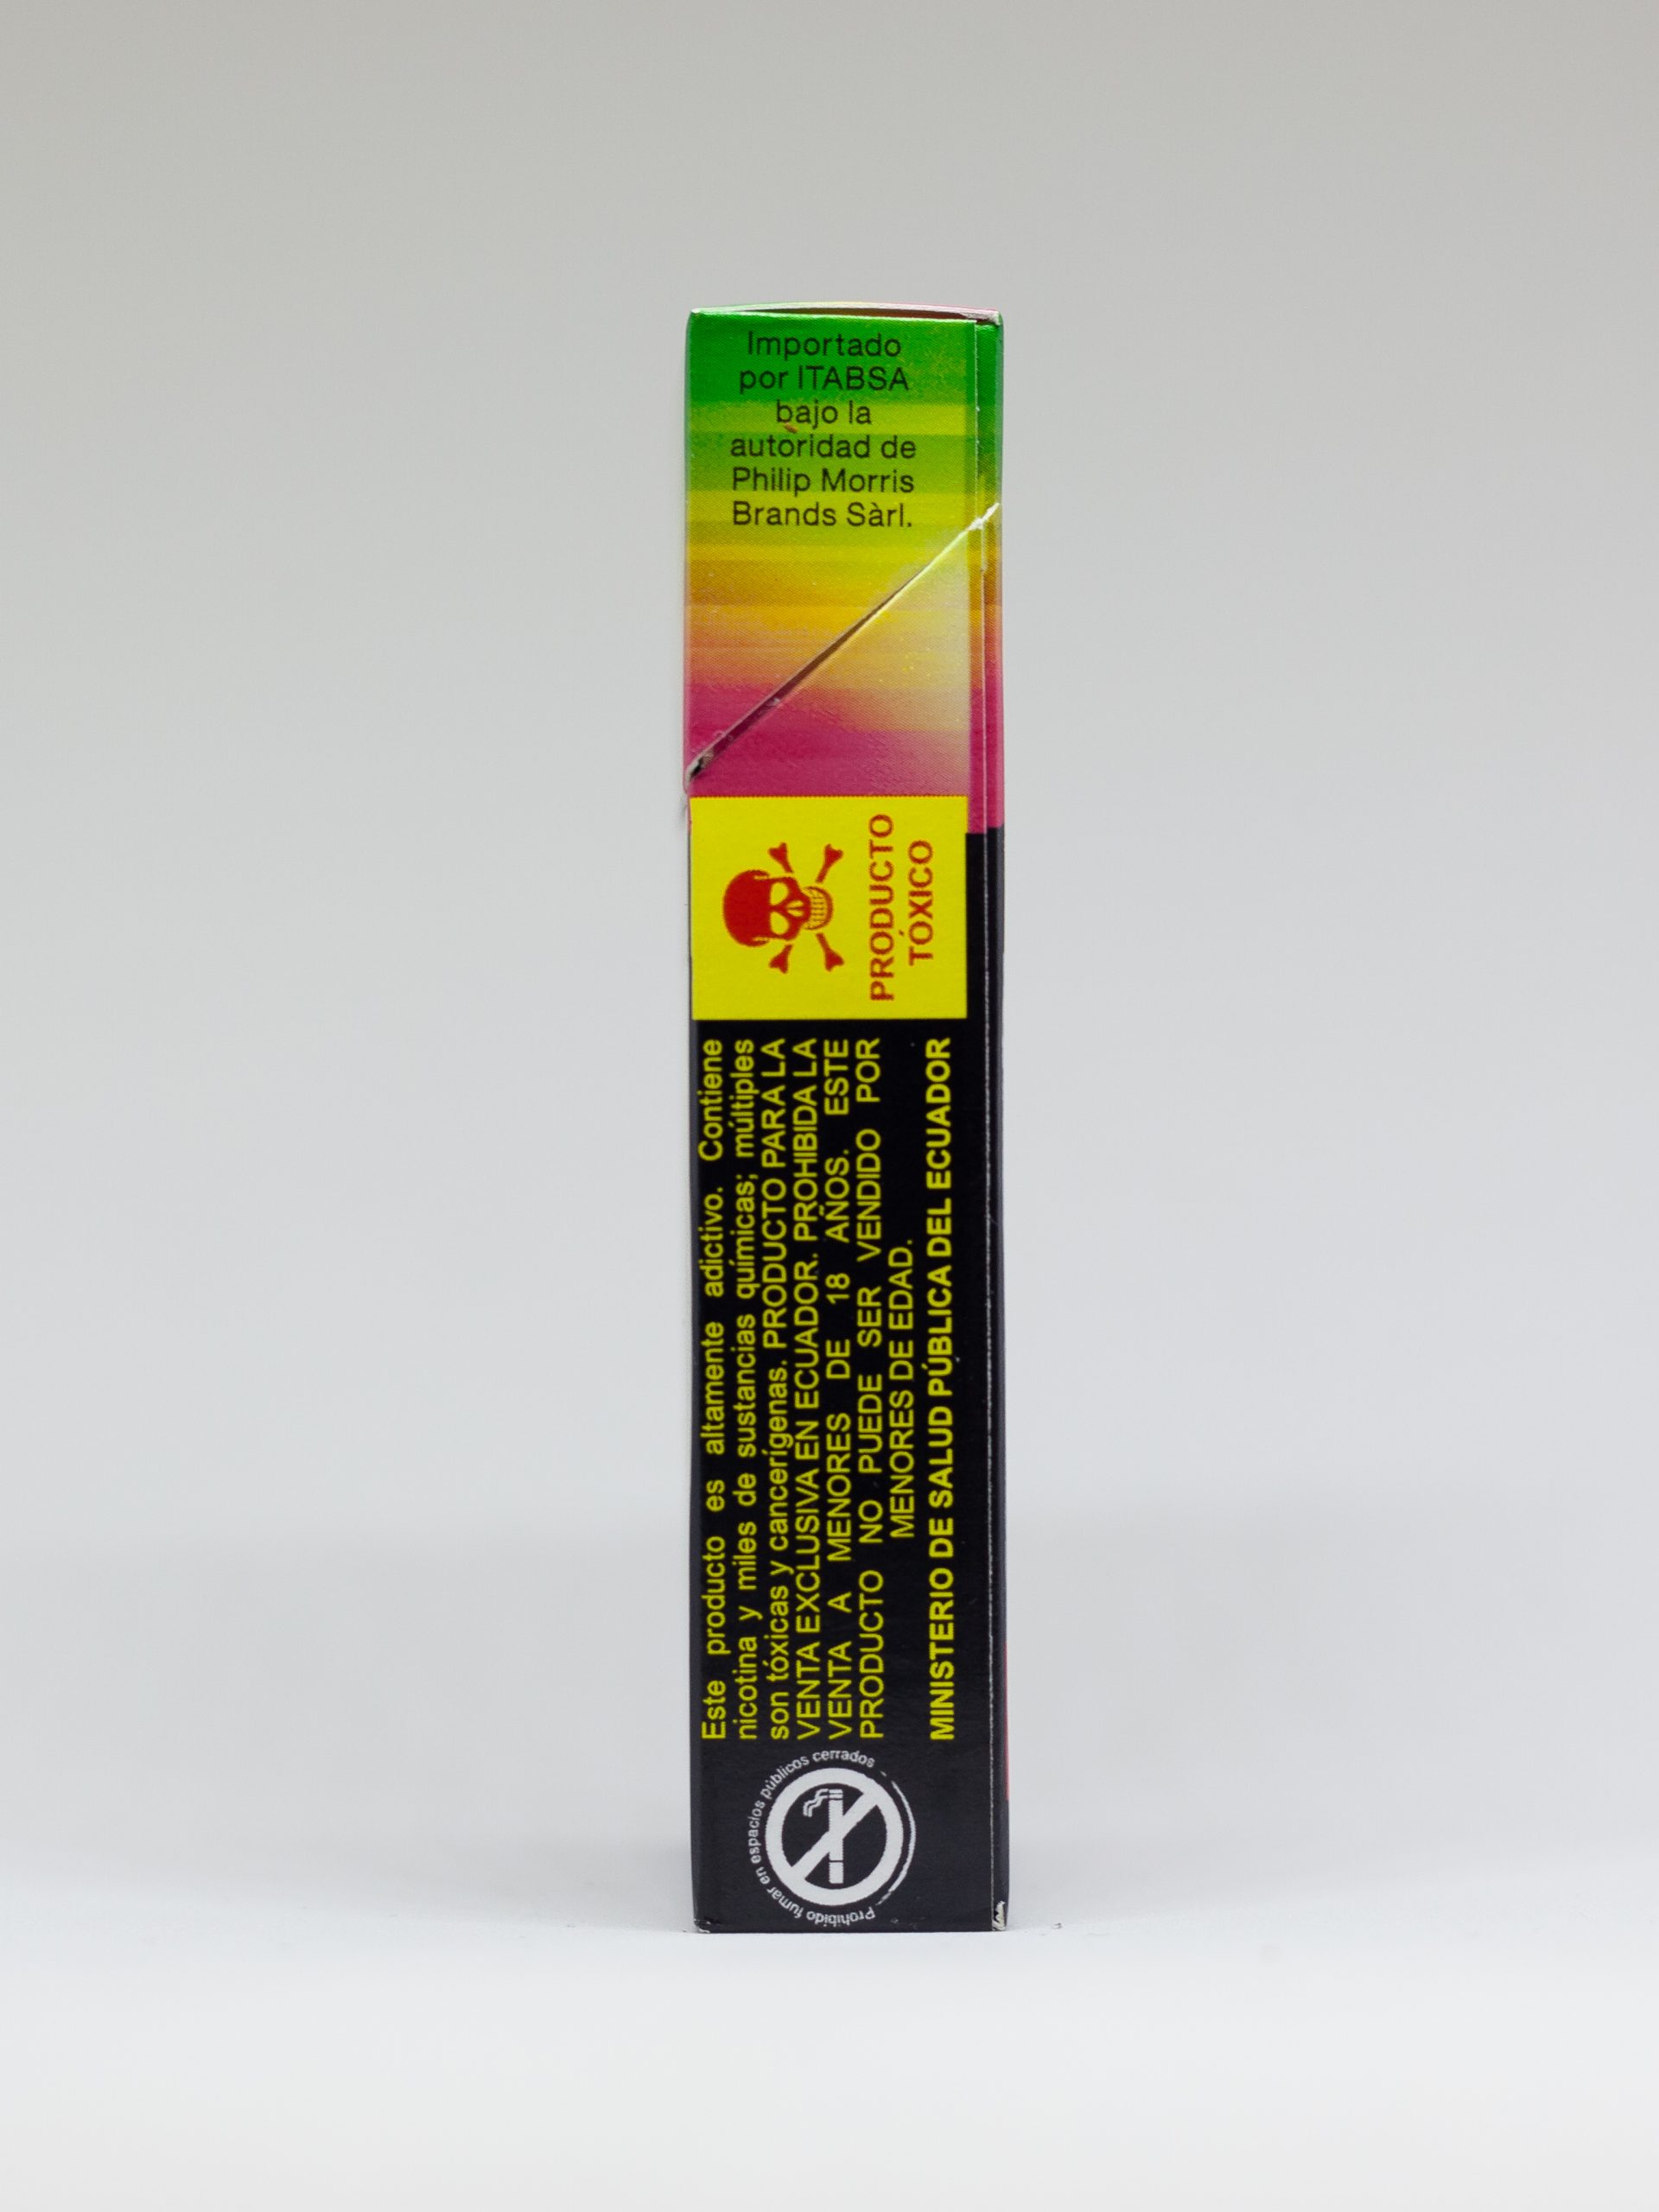 Importado
por ITABSA
bajo la
autoridad de
Philip Morris
Brands Sàrl.
PRODUCTO
TÓXICO
Este producto es altamente adictivo. Contiene
nicotina y miles de sustancias químicas; múltiples
son tóxicas y cancerígenas. PRODUCTO PARA LA
VENTA EXCLUSIVA EN ECUADOR. PROHIBIDA LA
VENTA A MENORES DE 18 AÑOS. ESTE
PRODUCTO NO PUEDE SER VENDIDO POR
MENORES DE EDAD.
MINISTERIO DE SALUD PÚBLICA DEL ECUADOR
Prohibido fumar en espacios públicos cerrados